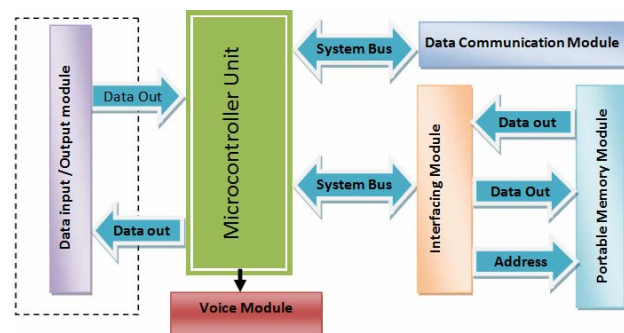 Data input /Output module
Data Out
Data out
Microcontroller Unit
Voice Module
System Bus
Data Communication Module
System Bus
Interfacing Module
Data out
Data Out
Address
Portable Memory Module